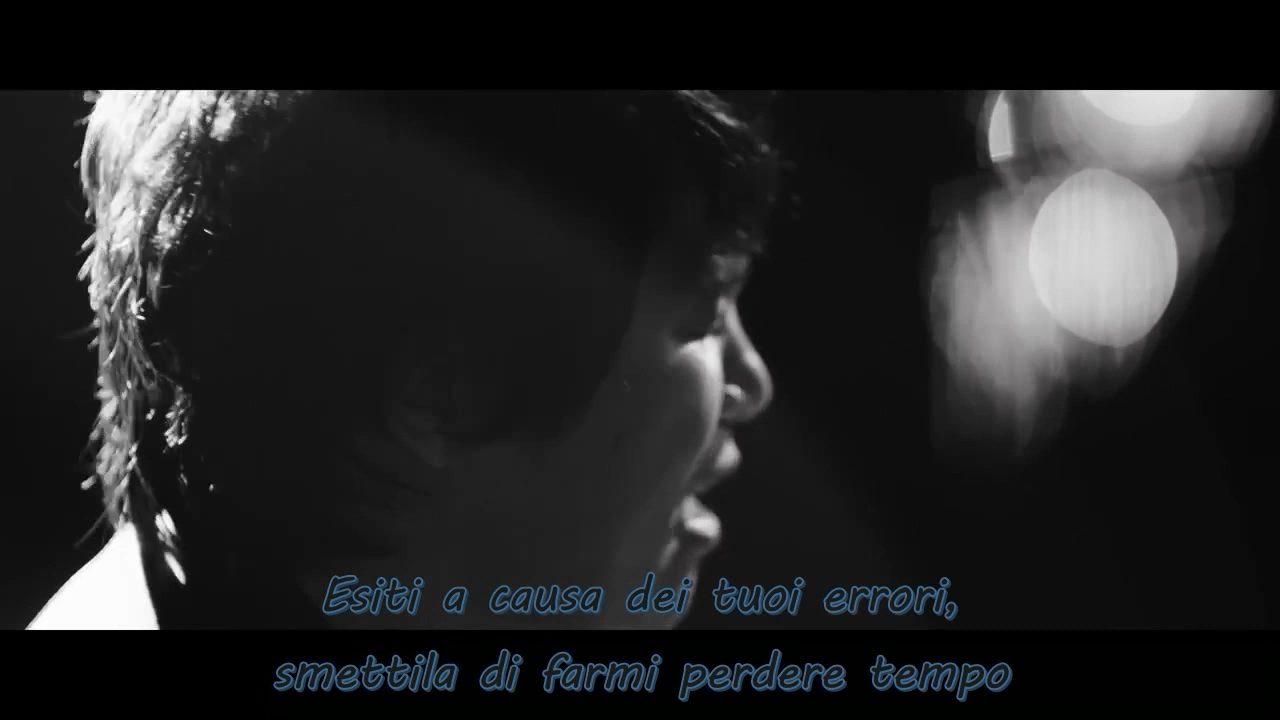 Esiti a causa dei tuoi errori,
smettila di farmi perdere tempo